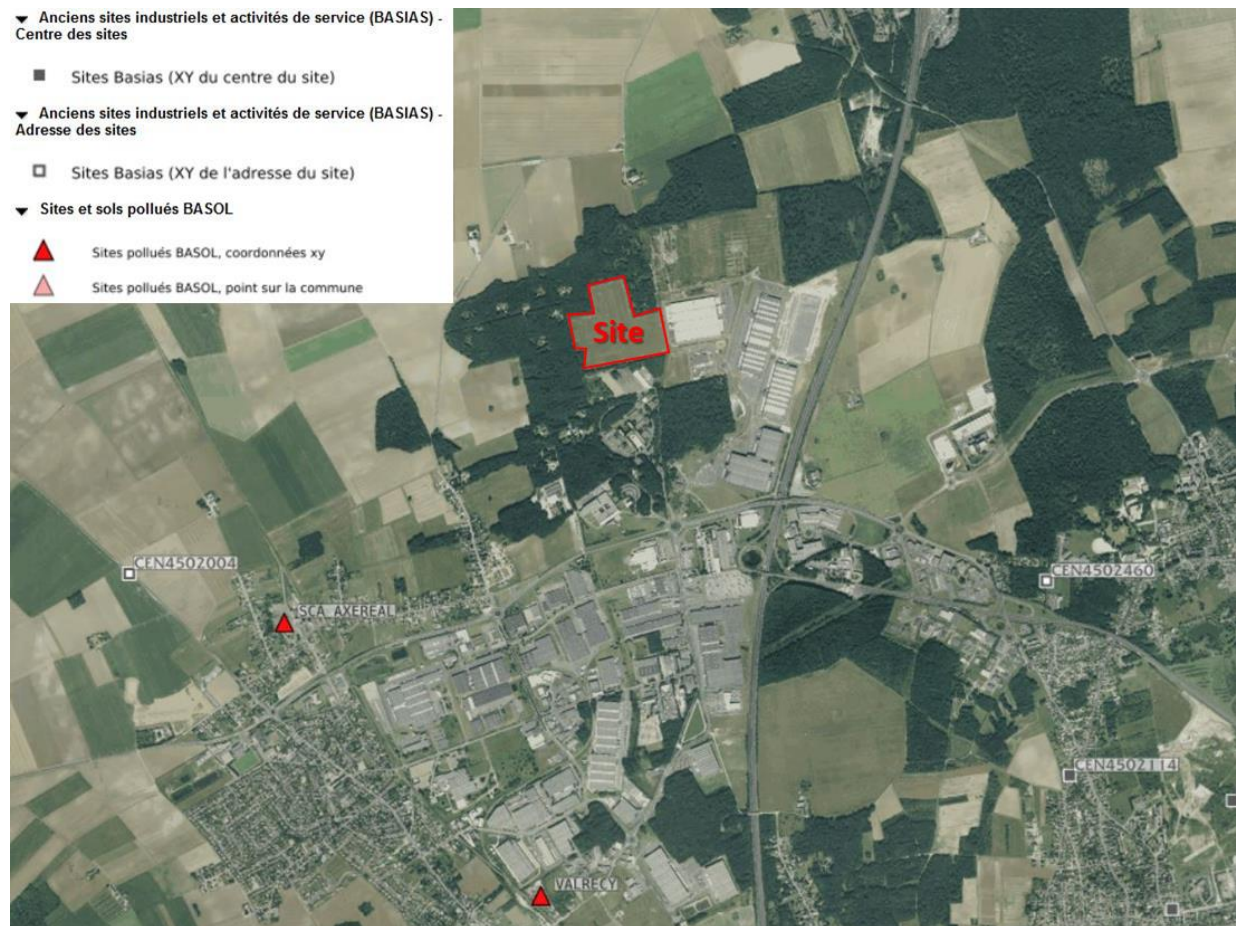 Anciens sites industriels et activités de service (BASIAS) -
Centre des sites
Sites Basias (XY du centre du site)
Anciens sites industriels et activités de service (BASIAS) -
Adresse des sites
Sites Basias (XY de l'adresse du site)
Sites et sols pollués BASOL
Sites pollués BASOL, coordonnées xy
Sites pollués BASOL, point sur la commune
Site
CEN4502004
CEN4502460
SCA AXEREAL
CEN4502114
VALRECY